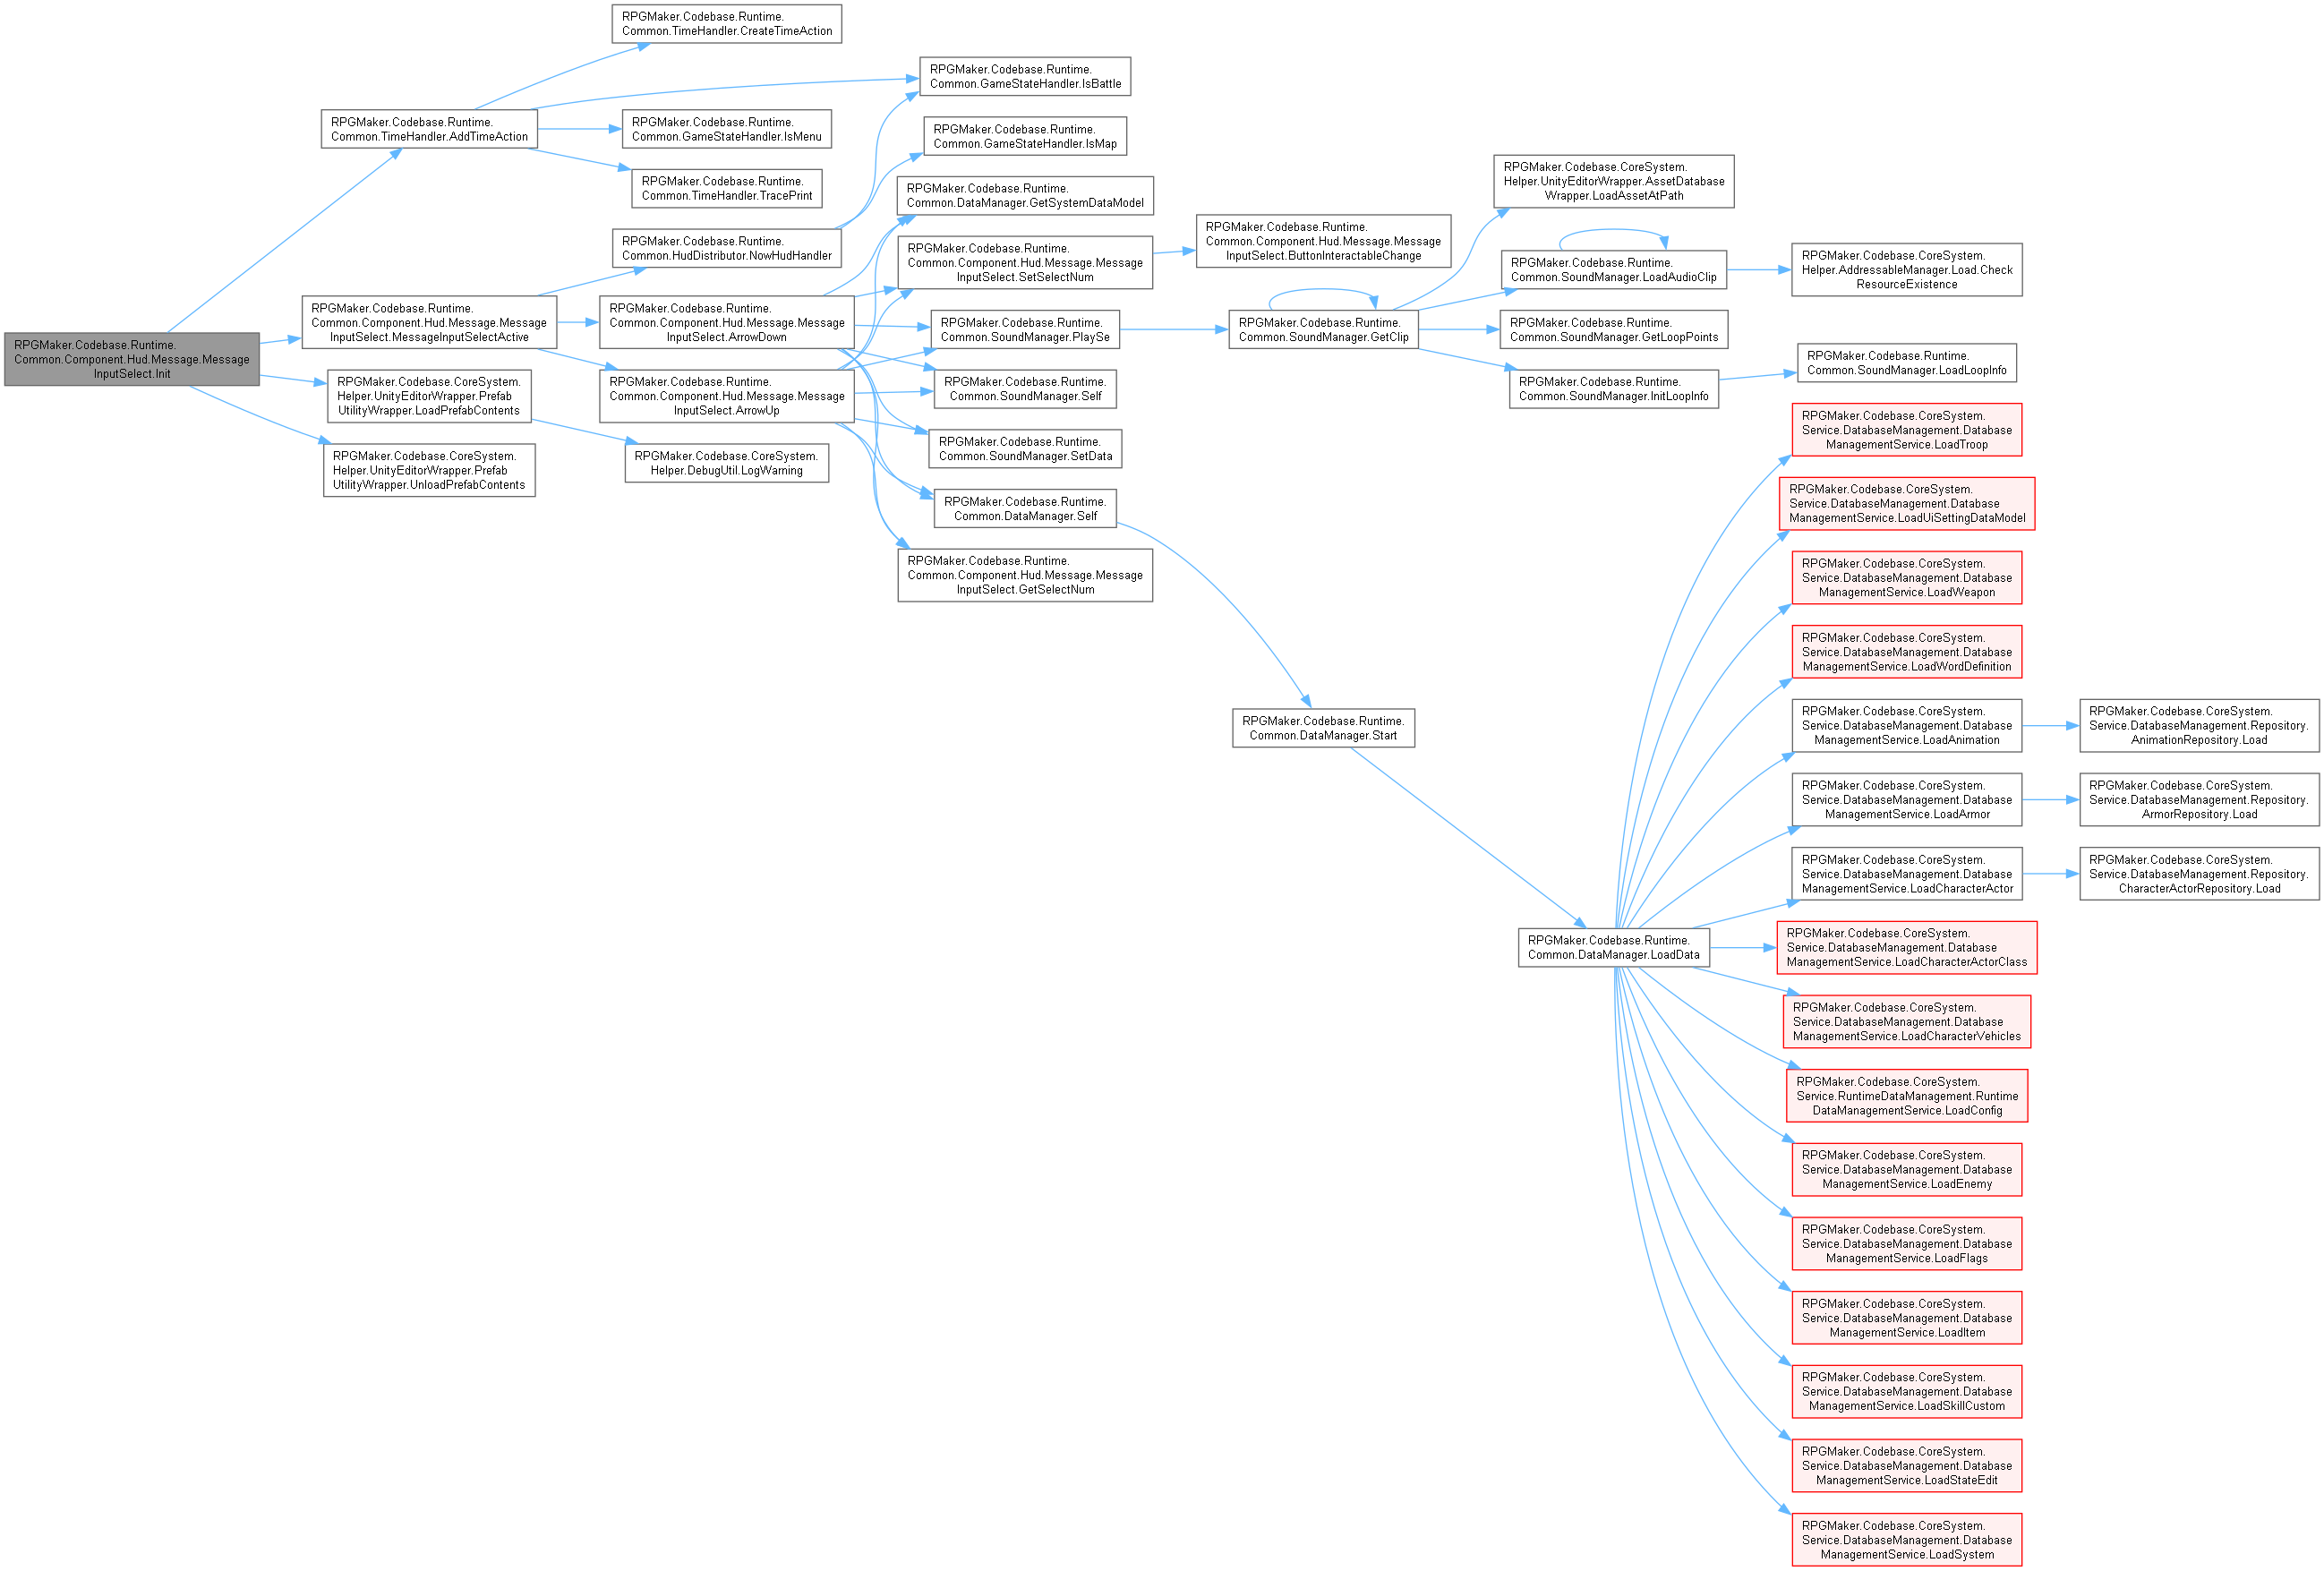 RPGMaker.Codebase.Runtime.
Common.Component.Hud.Message.Message
InputSelect.Init
RPGMaker.Codebase.Runtime.
Common.TimeHandler.AddTimeAction
RPGMaker.Codebase.Runtime.
Common.Component.Hud.Message.Message
InputSelect.MessageInputSelectActive
RPGMaker.Codebase.CoreSystem.
Helper.UnityEditorWrapper.Prefab
UtilityWrapper.LoadPrefabContents
RPGMaker.Codebase.CoreSystem.
Helper.UnityEditorWrapper.Prefab
UtilityWrapper.UnloadPrefabContents
RPGMaker.Codebase.Runtime.
Common.TimeHandler.CreateTimeAction
RPGMaker.Codebase.Runtime.
Common.GameStateHandler.IsMenu
RPGMaker.Codebase.Runtime.
Common.TimeHandler.TracePrint
RPGMaker.Codebase.Runtime.
Common.HudDistributor.NowHudHandler
RPGMaker.Codebase.Runtime.
Common.Component.Hud.Message.Message
InputSelect.ArrowDown
RPGMaker.Codebase.Runtime.
Common.Component.Hud.Message.Message
InputSelect.ArrowUp
RPGMaker.Codebase.CoreSystem.
Helper.DebugUtil.LogWarning
RPGMaker.Codebase.Runtime.
Common.GameStateHandler.IsBattle
RPGMaker.Codebase.Runtime.
Common.GameStateHandler.IsMap
RPGMaker.Codebase.Runtime.
Common.DataManager.GetSystemDataModel
RPGMaker.Codebase.Runtime.
Common.Component.Hud.Message.Message
InputSelect.SetSelectNum
RPGMaker.Codebase.Runtime.
Common.SoundManager.PlaySe
RPGMaker.Codebase.Runtime.
Common.SoundManager.Self
RPGMaker.Codebase.Runtime.
Common.SoundManager.SetData
RPGMaker.Codebase.Runtime.
Common.DataManager.Self
RPGMaker.Codebase.Runtime.
Common.Component.Hud.Message.Message
InputSelect.GetSelectNum
RPGMaker.Codebase.Runtime.
Common.Component.Hud.Message.Message
InputSelect.ButtonInteractableChange
RPGMaker.Codebase.Runtime.
Common.SoundManager.GetClip
RPGMaker.Codebase.Runtime.
Common.DataManager.Start
RPGMaker.Codebase.CoreSystem.
Helper.UnityEditorWrapper.AssetDatabase
Wrapper.LoadAssetAtPath
RPGMaker.Codebase.Runtime.
Common.SoundManager.LoadAudioClip
RPGMaker.Codebase.Runtime.
Common.SoundManager.GetLoopPoints
RPGMaker.Codebase.Runtime.
Common.SoundManager.InitLoopInfo
RPGMaker.Codebase.Runtime.
Common.DataManager.LoadData
RPGMaker.Codebase.CoreSystem.
Helper.AddressableManager.Load.Check
ResourceExistence
RPGMaker.Codebase.Runtime.
Common.SoundManager.LoadLoopInfo
RPGMaker.Codebase.CoreSystem.
Service.DatabaseManagement.Database
ManagementService.LoadTroop
RPGMaker.Codebase.CoreSystem.
Service.DatabaseManagement.Database
ManagementService.LoadUiSettingDataModel
RPGMaker.Codebase.CoreSystem.
Service.DatabaseManagement.Database
ManagementService.LoadWeapon
RPGMaker.Codebase.CoreSystem.
Service.DatabaseManagement.Database
ManagementService.LoadWordDefinition
RPGMaker.Codebase.CoreSystem.
Service.DatabaseManagement.Database
ManagementService.LoadAnimation
RPGMaker.Codebase.CoreSystem.
Service.DatabaseManagement.Database
ManagementService.LoadArmor
RPGMaker.Codebase.CoreSystem.
Service.DatabaseManagement.Database
ManagementService.LoadCharacterActor
RPGMaker.Codebase.CoreSystem.
Service.DatabaseManagement.Database
ManagementService.LoadCharacterActorClass
RPGMaker.Codebase.CoreSystem.
Service.DatabaseManagement.Database
ManagementService.LoadCharacterVehicles
RPGMaker.Codebase.CoreSystem.
Service.RuntimeDataManagement.Runtime
DataManagementService.LoadConfig
RPGMaker.Codebase.CoreSystem.
Service.DatabaseManagement.Database
ManagementService.LoadEnemy
RPGMaker.Codebase.CoreSystem.
Service.DatabaseManagement.Database
ManagementService.LoadFlags
RPGMaker.Codebase.CoreSystem.
Service.DatabaseManagement.Database
ManagementService.LoadItem
RPGMaker.Codebase.CoreSystem.
Service.DatabaseManagement.Database
ManagementService.LoadSkillCustom
RPGMaker.Codebase.CoreSystem.
Service.DatabaseManagement.Database
ManagementService.LoadStateEdit
RPGMaker.Codebase.CoreSystem.
Service.DatabaseManagement.Database
ManagementService.LoadSystem
RPGMaker.Codebase.CoreSystem.
Service.DatabaseManagement.Repository.
AnimationRepository.Load
RPGMaker.Codebase.CoreSystem.
Service.DatabaseManagement.Repository.
ArmorRepository.Load
RPGMaker.Codebase.CoreSystem.
Service.DatabaseManagement.Repository.
CharacterActorRepository.Load